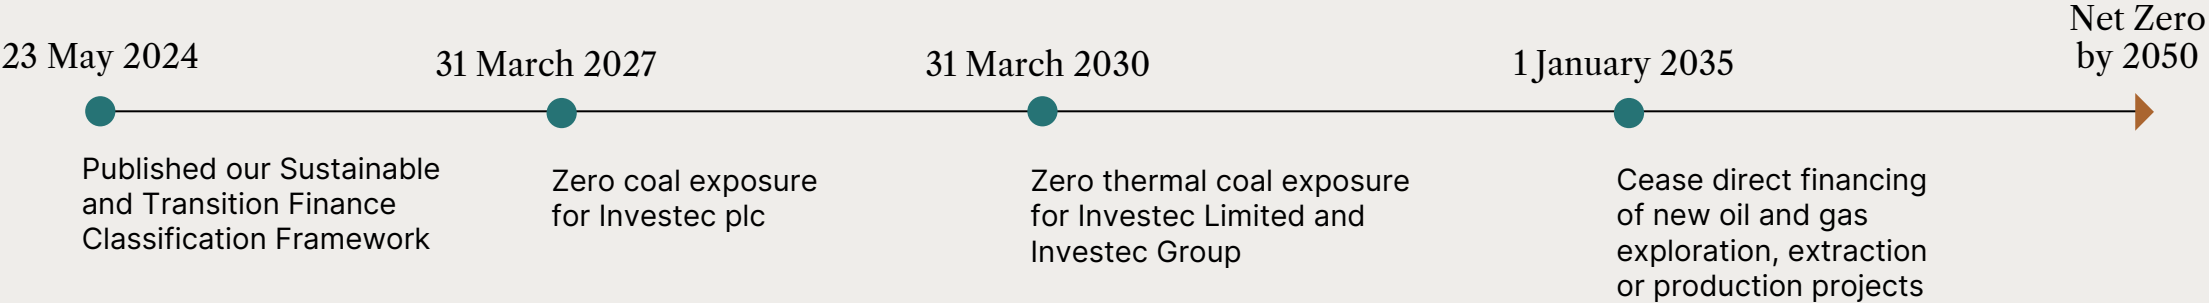 23 May 2024
Published our Sustainable
and Transition Finance
Classification Framework
31 March 2027
Zero coal exposure
for Investec plc
31 March 2030
Zero thermal coal exposure
for Investec Limited and
Investec Group
1 January 2035
Cease direct financing
of new oil and gas
exploration, extraction
or production projects
Net Zero
by 2050